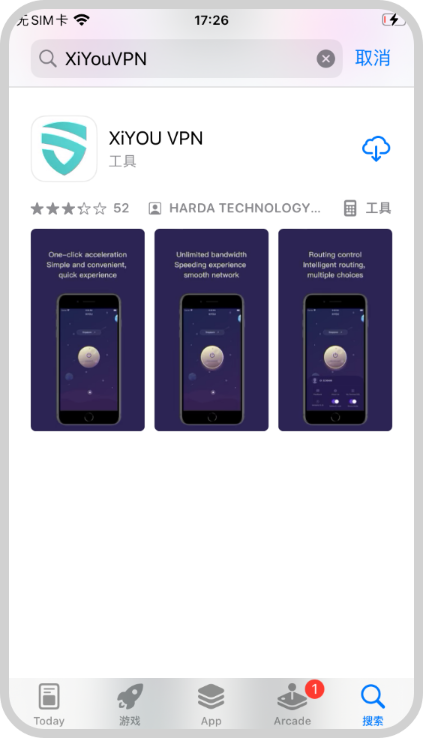 无SIM卡
17:26
XiYouVPN
取消
XiYOU VPN
工具
52
HARDA TECHNOLOGY...
工具
One-click acceleration
Simple and convenient,
quick experience
Unlimited bandwidth
Speeding experience
smooth network
Routing control
Intelligent routing,
multiple choices
1
Today
游戏
App
Arcade
搜索